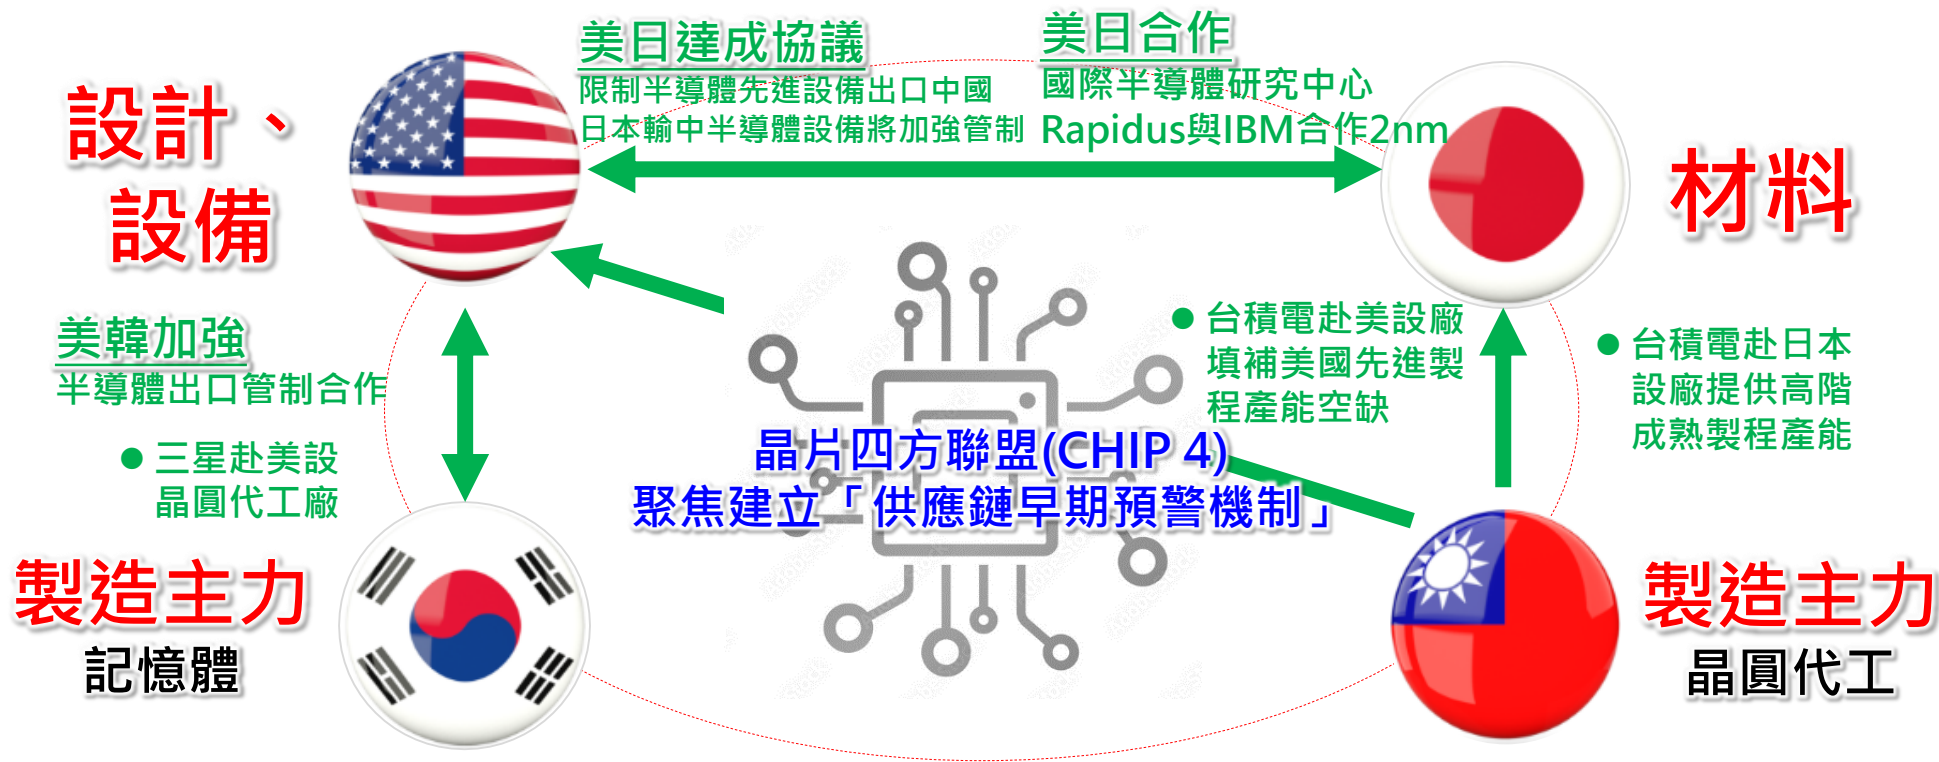 設計、
設備
美日達成協議
限制半導體先進設備出口中國
日本輸中半導體設備將加強管制
美日合作
國際半導體研究中心
Rapidus與IBM合作2nm
材料
美韓加強
半導體出口管制合作
● 三星赴美設
晶圓代工廠
● 台積電赴美設廠
填補美國先進製
程產能空缺
● 台積電赴日本
設廠提供高階
成熟製程產能
晶片四方聯盟(CHIP 4)
聚焦建立「供應鏈早期預警機制」
製造主力
記憶體
製造主力
晶圓代工